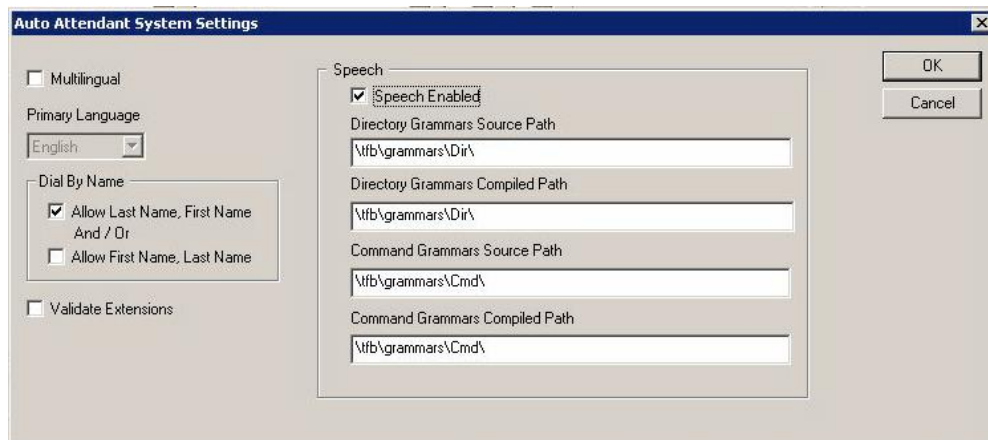 Auto Attendant System Settings
Multilingual
Primary Language
English
Dial By Name
Allow Last Name, First Name
And / Or
Allow First Name, Last Name
Validate Extensions
Speech
Speech Enabled
Directory Grammars Source Path
\tfb\grammars\Dir\
Directory Grammars Compiled Path
\tfb\grammars\Dir\
Command Grammars Source Path
\tfb\grammars\Cmd\
Command Grammars Compiled Path
\tfb\grammars\Cmd\
OK
Cancel